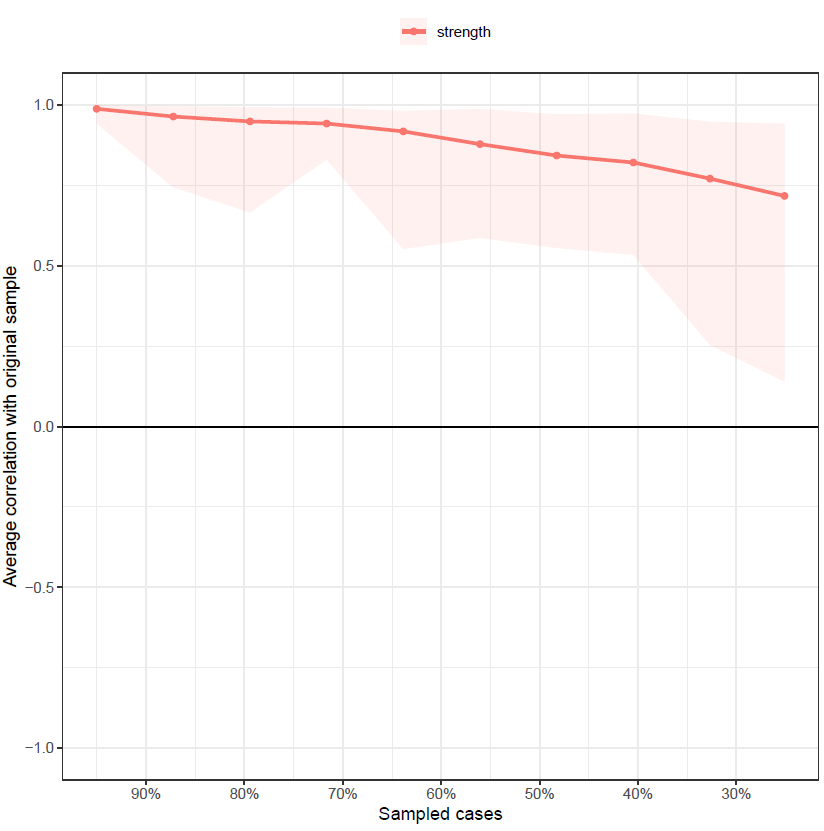 strength
Average correlation with original sample
1.0
0.5
0.0
−0.5
−1.0
90% 80% 70% 60% 50% 40% 30%
Sampled cases